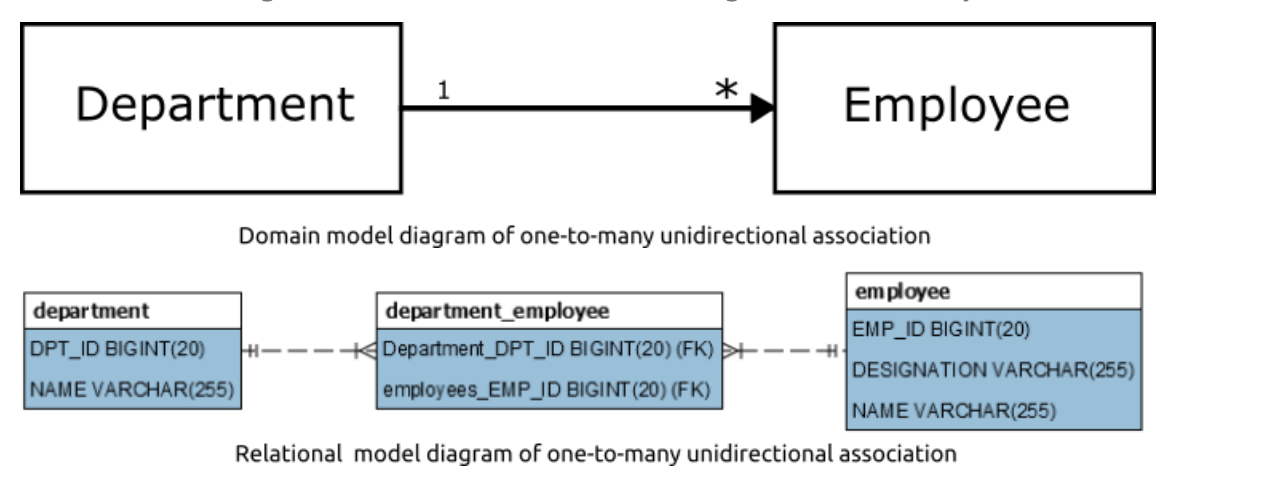 Department
1
*
Employee
Domain model diagram of one-to-many unidirectional association
department
DPT_ID BIGINT(20)
NAME VARCHAR(255)
department_employee
Department_DPT_ID BIGINT(20) (FK)
employees_EMP_ID BIGINT(20) (FK)
employee
EMP_ID BIGINT(20)
DESIGNATION VARCHAR(255)
NAME VARCHAR(255)
Relational model diagram of one-to-many unidirectional association